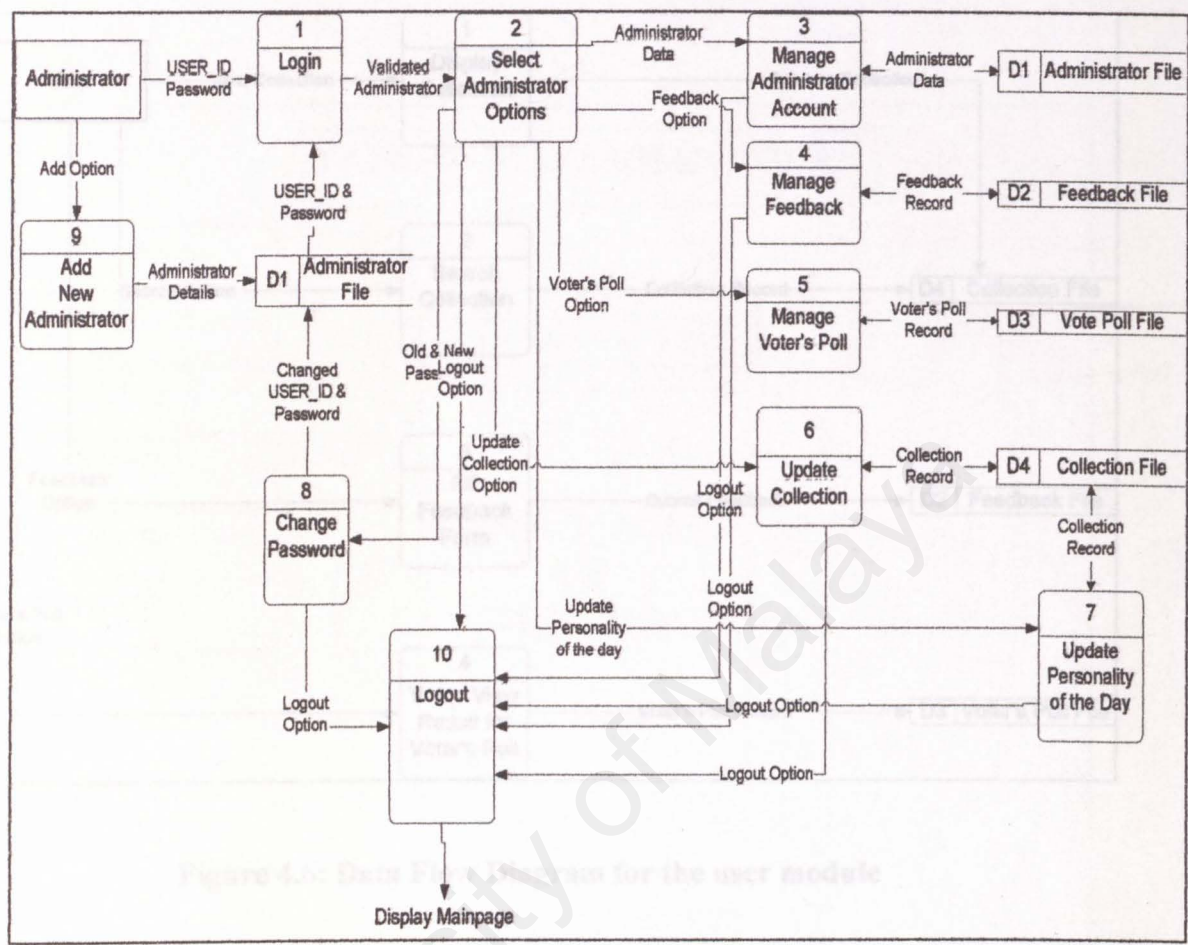 1
Login
2
Select
Administrator
Options
3
Manage
Administrator
Account
Administrator
USER_ID
Password
Validated
Administrator
Administrator
Data
Administrator
Data
D1 Administrator File
Feedback
Option
Add Option
USER_ID &
Password
4
Manage
Feedback
Feedback
Record
D2 Feedback File
9
Add
New
Administrator
Administrator
Details
D1 Administrator
File
Voter's Poll
Option
5
Manage
Voter's Poll
Voter's Poll
Record
D3 Vote Poll File
Changed
USER_ID &
Password
Old & New
Pass
Logout
Option
Update
Collection
Option
6
Update
Collection
Collection
Record
D4 Collection File
8
Change
Password
Logout
Option
Collection
Record
Logout
Option
Update
Personality
of the day
7
Update
Personality
of the Day
10
Logout
Logout
Option
Logout Option
Logout Option
Display Mainpage
Figure 4.6: Data Flow Diagram for the user module
University of Malaya